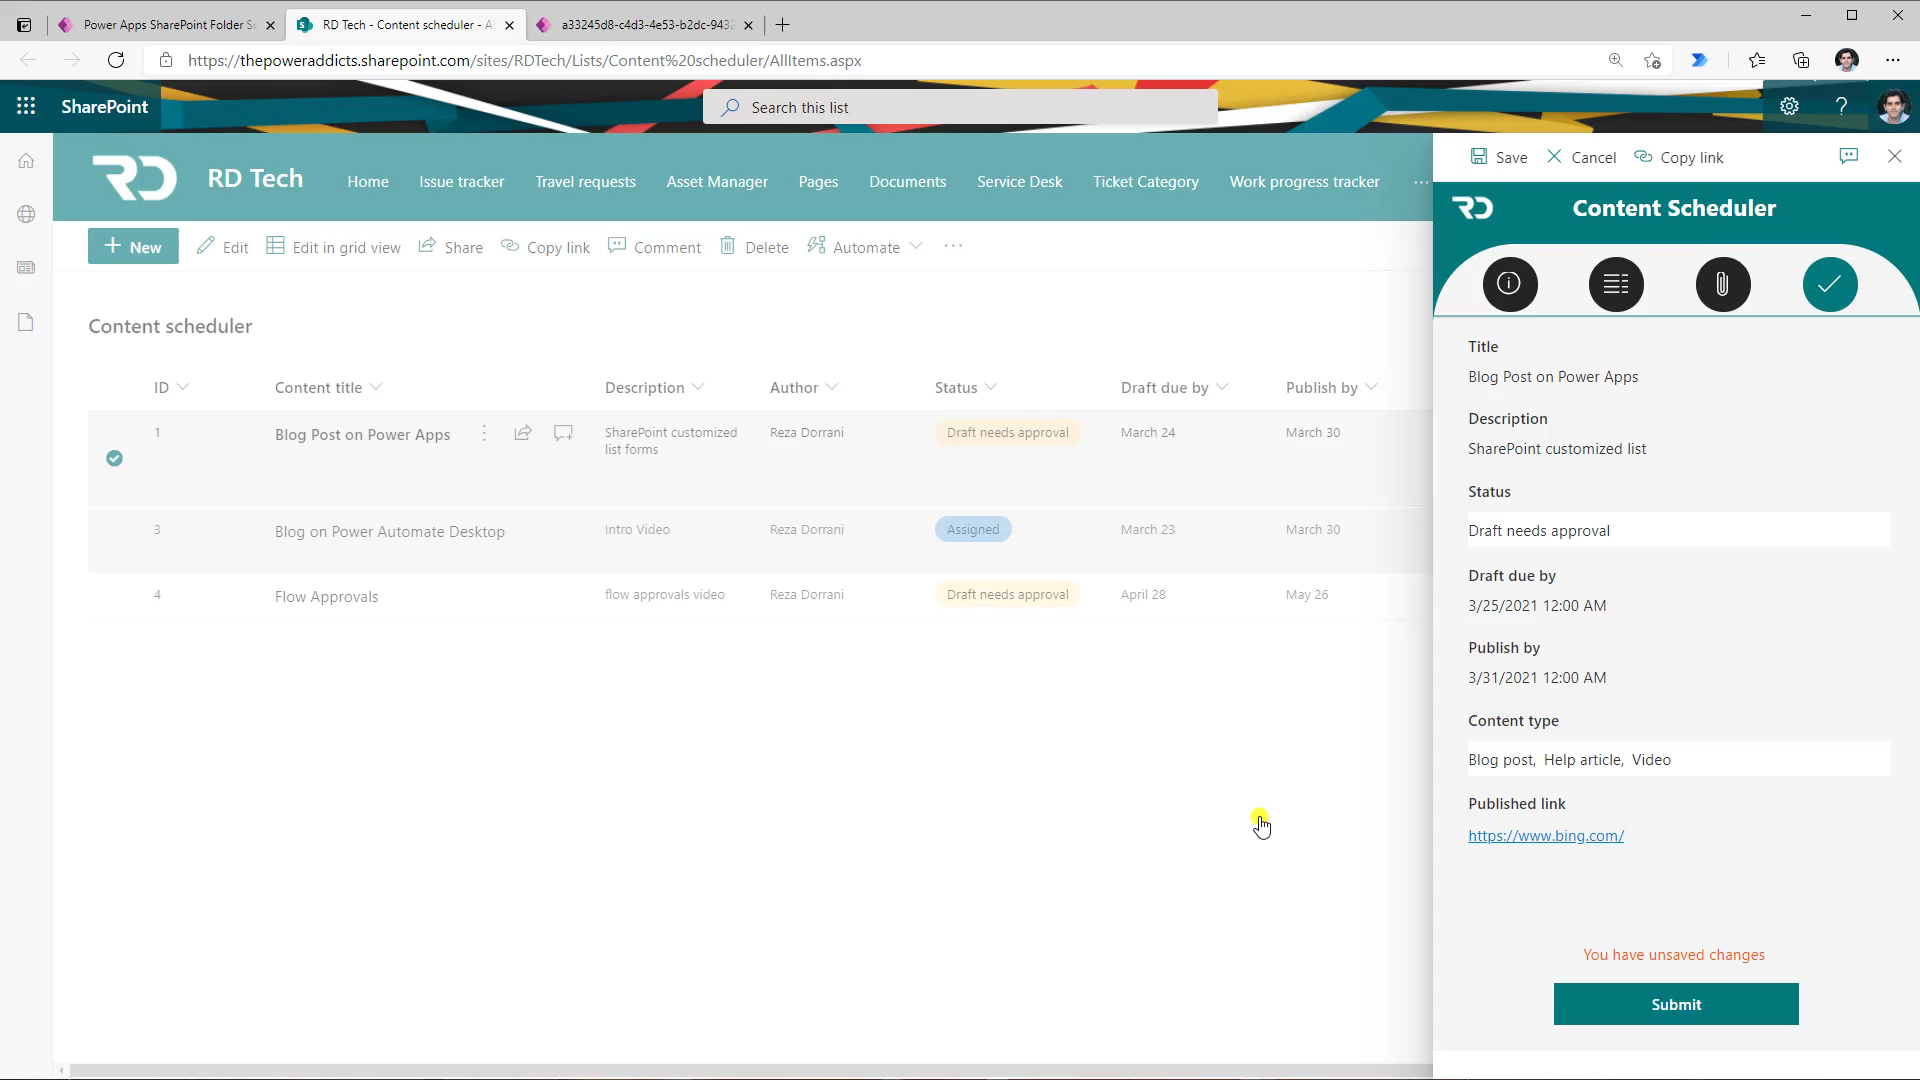 Power Apps SharePoint Folder Se
RD Tech - Content scheduler - Al
a33245d8-c4d3-4e53-b2dc-9432
https://thepoweraddicts.sharepoint.com/sites/RDTech/Lists/Content%20scheduler/AllItems.aspx
SharePoint
Search this list
?
RD
RD Tech
Home
Issue tracker
Travel requests
Asset Manager
Pages
Documents
Service Desk
Ticket Category
Work progress tracker
...
+ New
Edit
Edit in grid view
Share
Copy link
Comment
Delete
Automate
...
Content scheduler
ID
Content title
Description
Author
Status
Draft due by
Publish by
1
Blog Post on Power Apps
SharePoint customized
list forms
Reza Dorrani
Draft needs approval
March 24
March 30
3
Blog on Power Automate Desktop
Intro Video
Reza Dorrani
Assigned
March 23
March 30
4
Flow Approvals
flow approvals video
Reza Dorrani
Draft needs approval
April 28
May 26
Save
Cancel
Copy link
RD
Content Scheduler
Title
Blog Post on Power Apps
Description
SharePoint customized list
Status
Draft needs approval
Draft due by
3/25/2021 12:00 AM
Publish by
3/31/2021 12:00 AM
Content type
Blog post, Help article, Video
Published link
https://www.bing.com/
You have unsaved changes
Submit